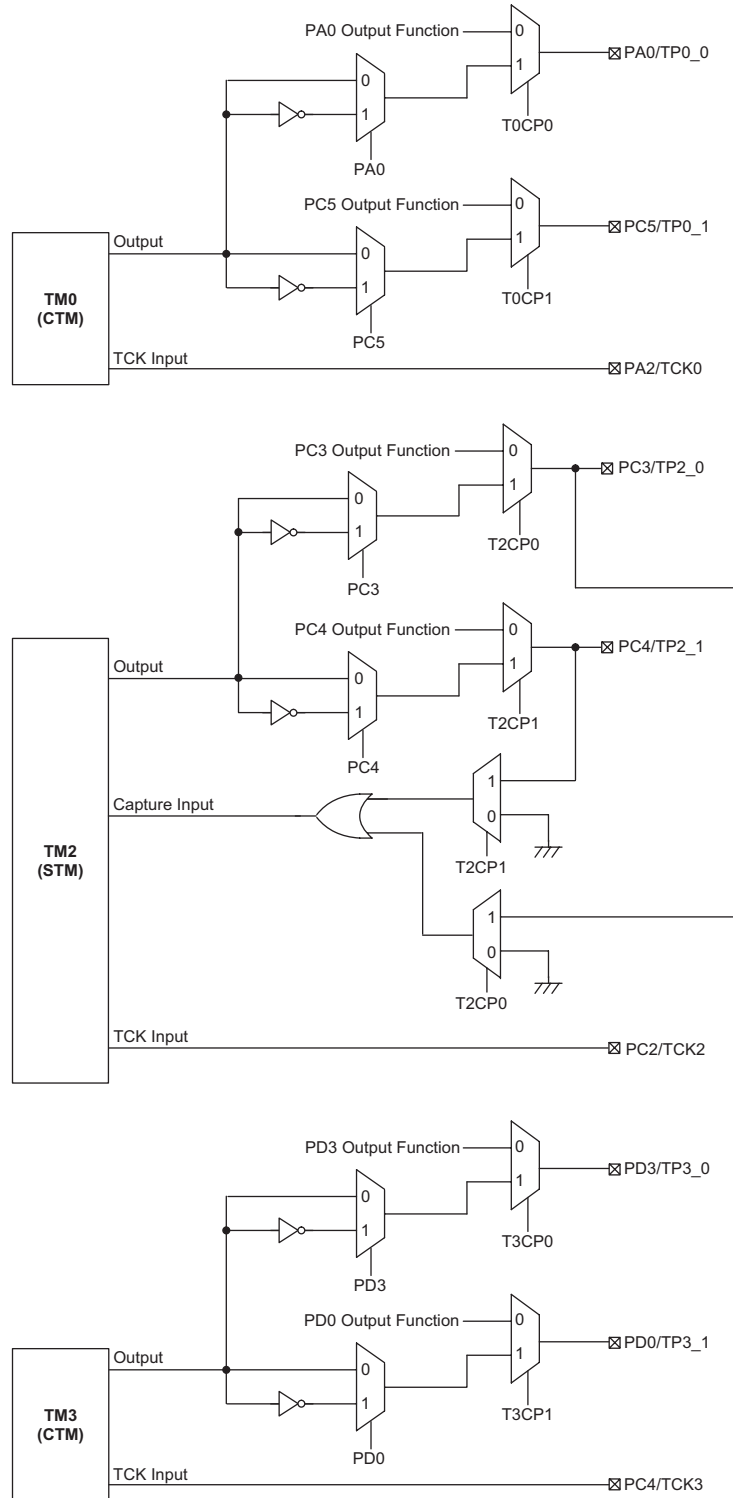 PA0 Output Function
0
1
PA0/TP0_0
T0CP0
0
1
PA0
PC5 Output Function
0
1
PC5/TP0_1
T0CP1
Output
0
1
PC5
TM0
(CTM)
TCK Input
PA2/TCK0
PC3 Output Function
0
1
PC3/TP2_0
T2CP0
0
1
PC3
PC4 Output Function
0
1
PC4/TP2_1
T2CP1
Output
0
1
PC4
Capture Input
1
0
T2CP1
TM2
(STM)
1
0
T2CP0
TCK Input
PC2/TCK2
PD3 Output Function
0
1
PD3/TP3_0
T3CP0
0
1
PD3
PD0 Output Function
0
1
PD0/TP3_1
T3CP1
Output
0
1
PD0
TM3
(CTM)
TCK Input
PC4/TCK3